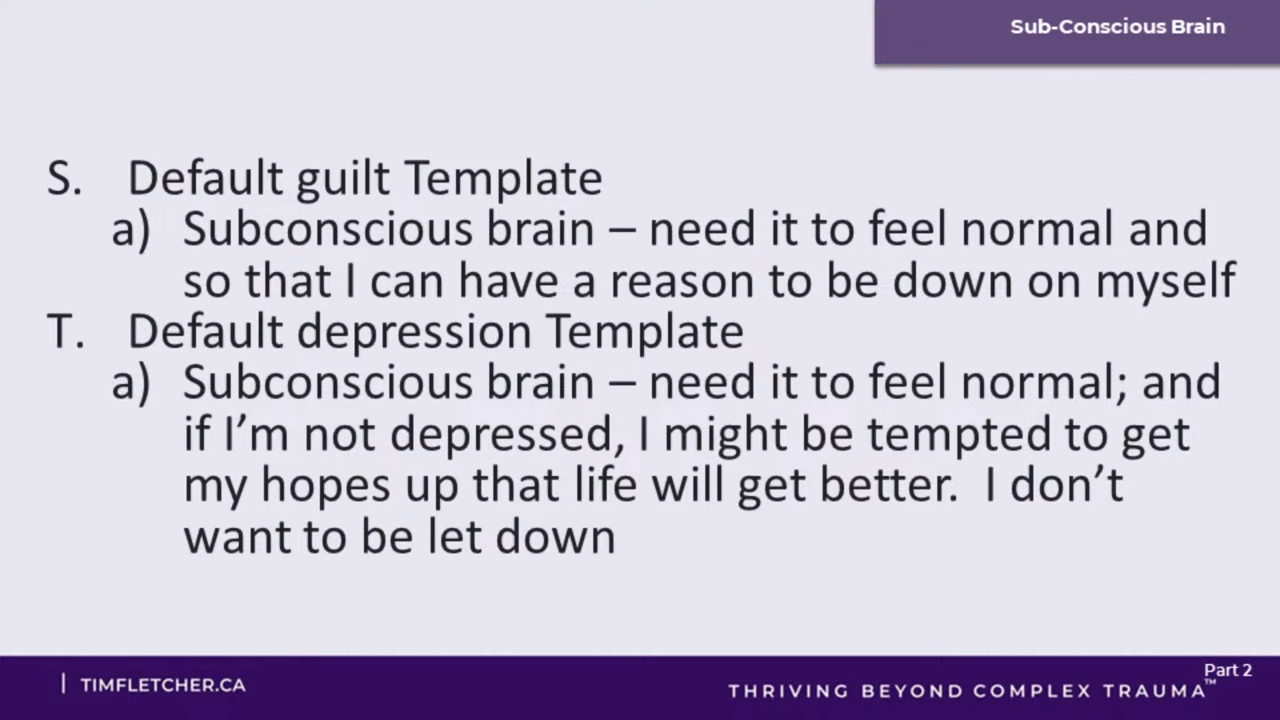 Sub-Conscious Brain
S. Default guilt Template
a) Subconscious brain – need it to feel normal and
so that I can have a reason to be down on myself
T. Default depression Template
a) Subconscious brain – need it to feel normal; and
if I’m not depressed, I might be tempted to get
my hopes up that life will get better.  I don’t
want to be let down
Part 2
| TIMFLETCHER.CA
THRIVING BEYOND COMPLEX TRAUMA™